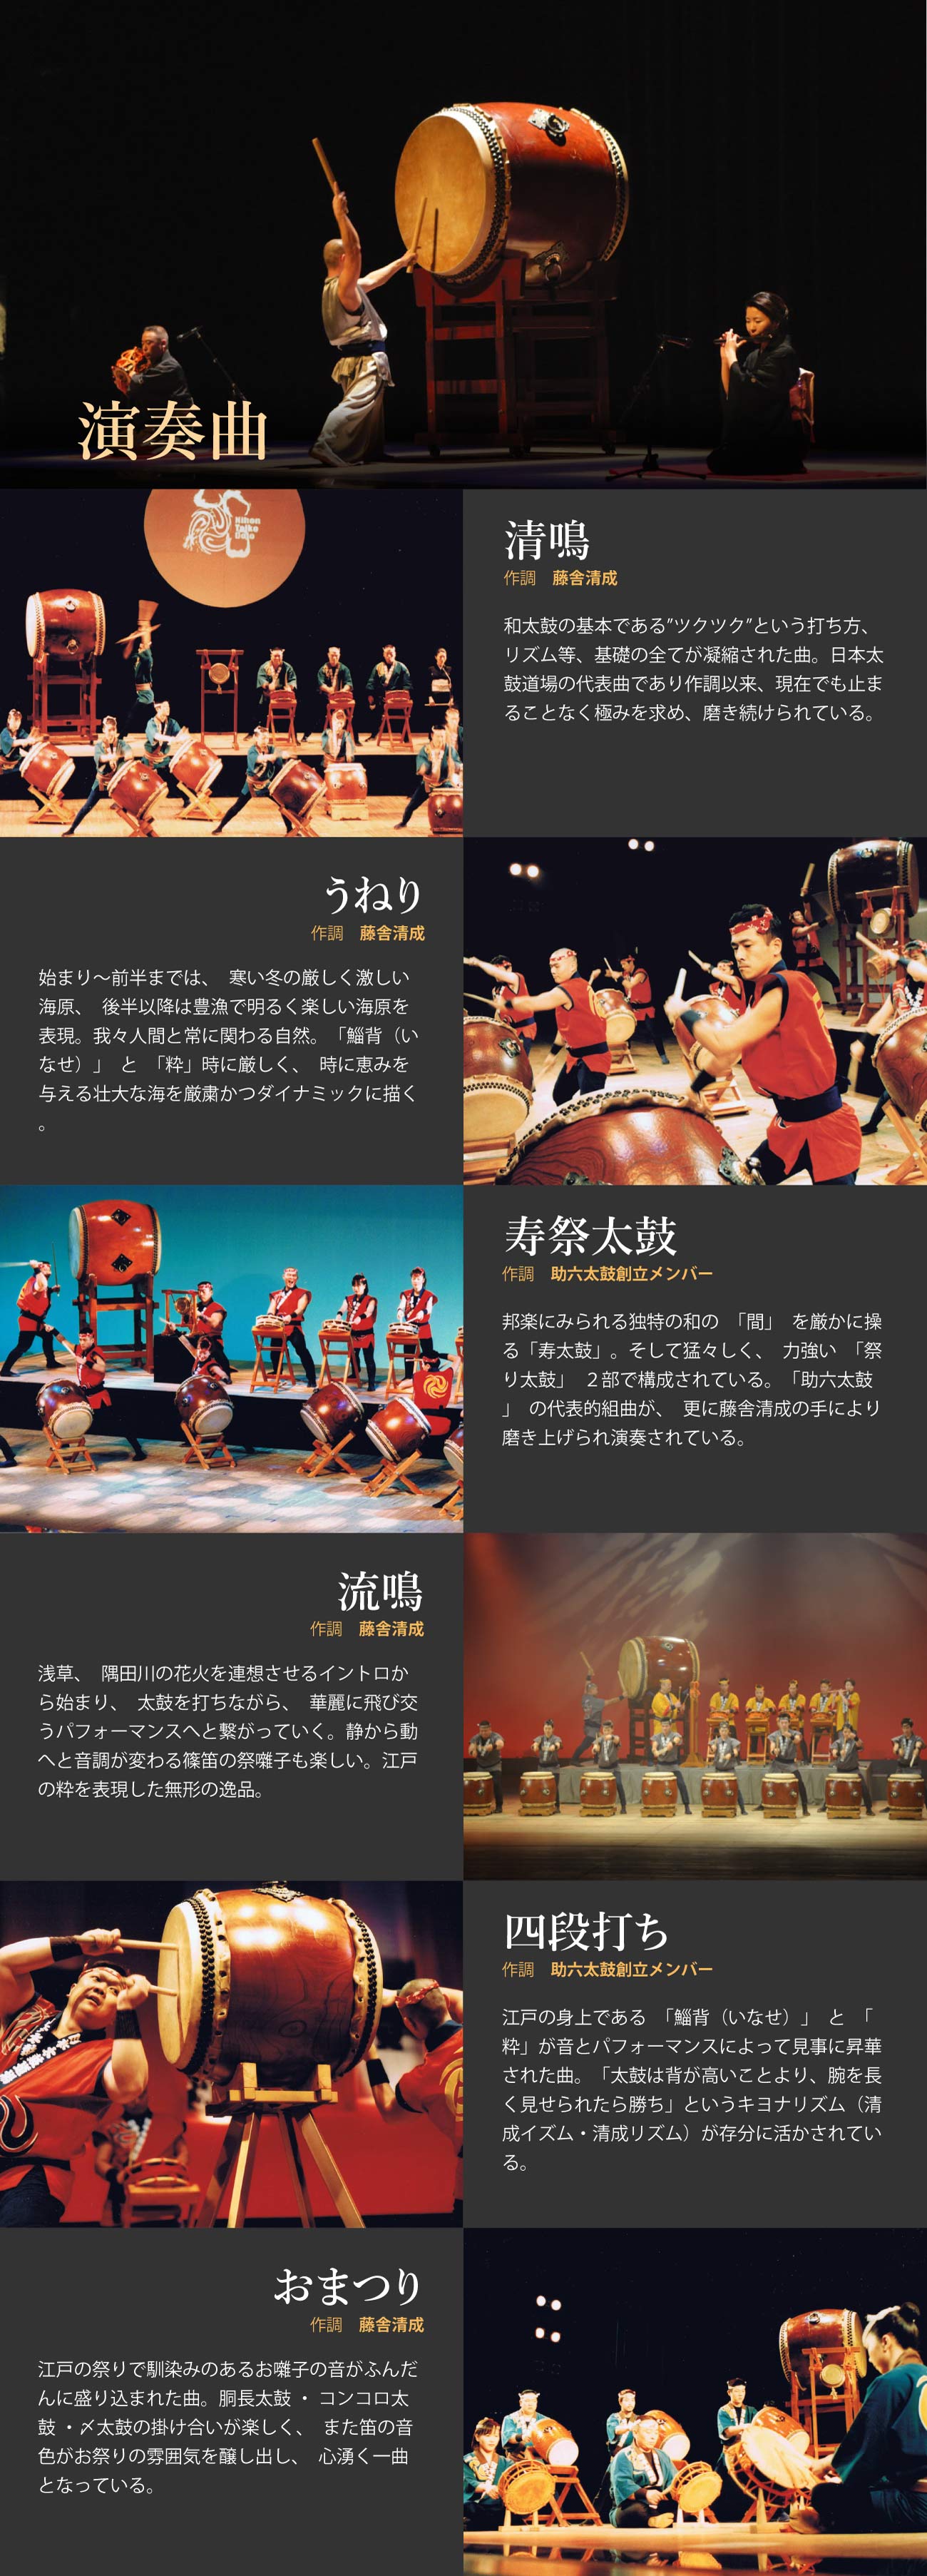 演奏曲
Nihon
Taiko
Dojo
清鳴
作調　藤舎清成
和太鼓の基本である”ツクツク”という打ち方、
リズム等、基礎の全てが凝縮された曲。日本太
鼓道場の代表曲であり作調以来、現在でも止ま
ることなく極みを求め、磨き続けられている。
うねり
作調　藤舎清成
始まり〜前半までは、 寒い冬の厳しく激しい
海原、 後半以降は豊漁で明るく楽しい海原を
表現。我々人間と常に関わる自然。「鯔背（い
なせ）」 と 「粋」時に厳しく、 時に恵みを
与える壮大な海を厳粛かつダイナミックに描く
。
寿祭太鼓
作調　助六太鼓創立メンバー
邦楽にみられる独特の和の 「間」 を厳かに操
る「寿太鼓」。そして猛々しく、 力強い 「祭
り太鼓」 ２部で構成されている。「助六太鼓
」 の代表的組曲が、 更に藤舎清成の手により
磨き上げられ演奏されている。
流鳴
作調　藤舎清成
浅草、 隅田川の花火を連想させるイントロか
ら始まり、 太鼓を打ちながら、 華麗に飛び交
うパフォーマンスへと繋がっていく。静から動
へと音調が変わる篠笛の祭囃子も楽しい。江戸
の粋を表現した無形の逸品。
四段打ち
作調　助六太鼓創立メンバー
江戸の身上である 「鯔背（いなせ）」 と 「
粋」が音とパフォーマンスによって見事に昇華
された曲。「太鼓は背が高いことより、腕を長
く見せられたら勝ち」というキヨナリズム（清
成イズム・清成リズム）が存分に活かされてい
る。
おまつり
作調　藤舎清成
江戸の祭りで馴染みのあるお囃子の音がふんだ
んに盛り込まれた曲。胴長太鼓 ・ コンコロ太
鼓 ・〆太鼓の掛け合いが楽しく、 また笛の音
色がお祭りの雰囲気を醸し出し、 心湧く一曲
となっている。